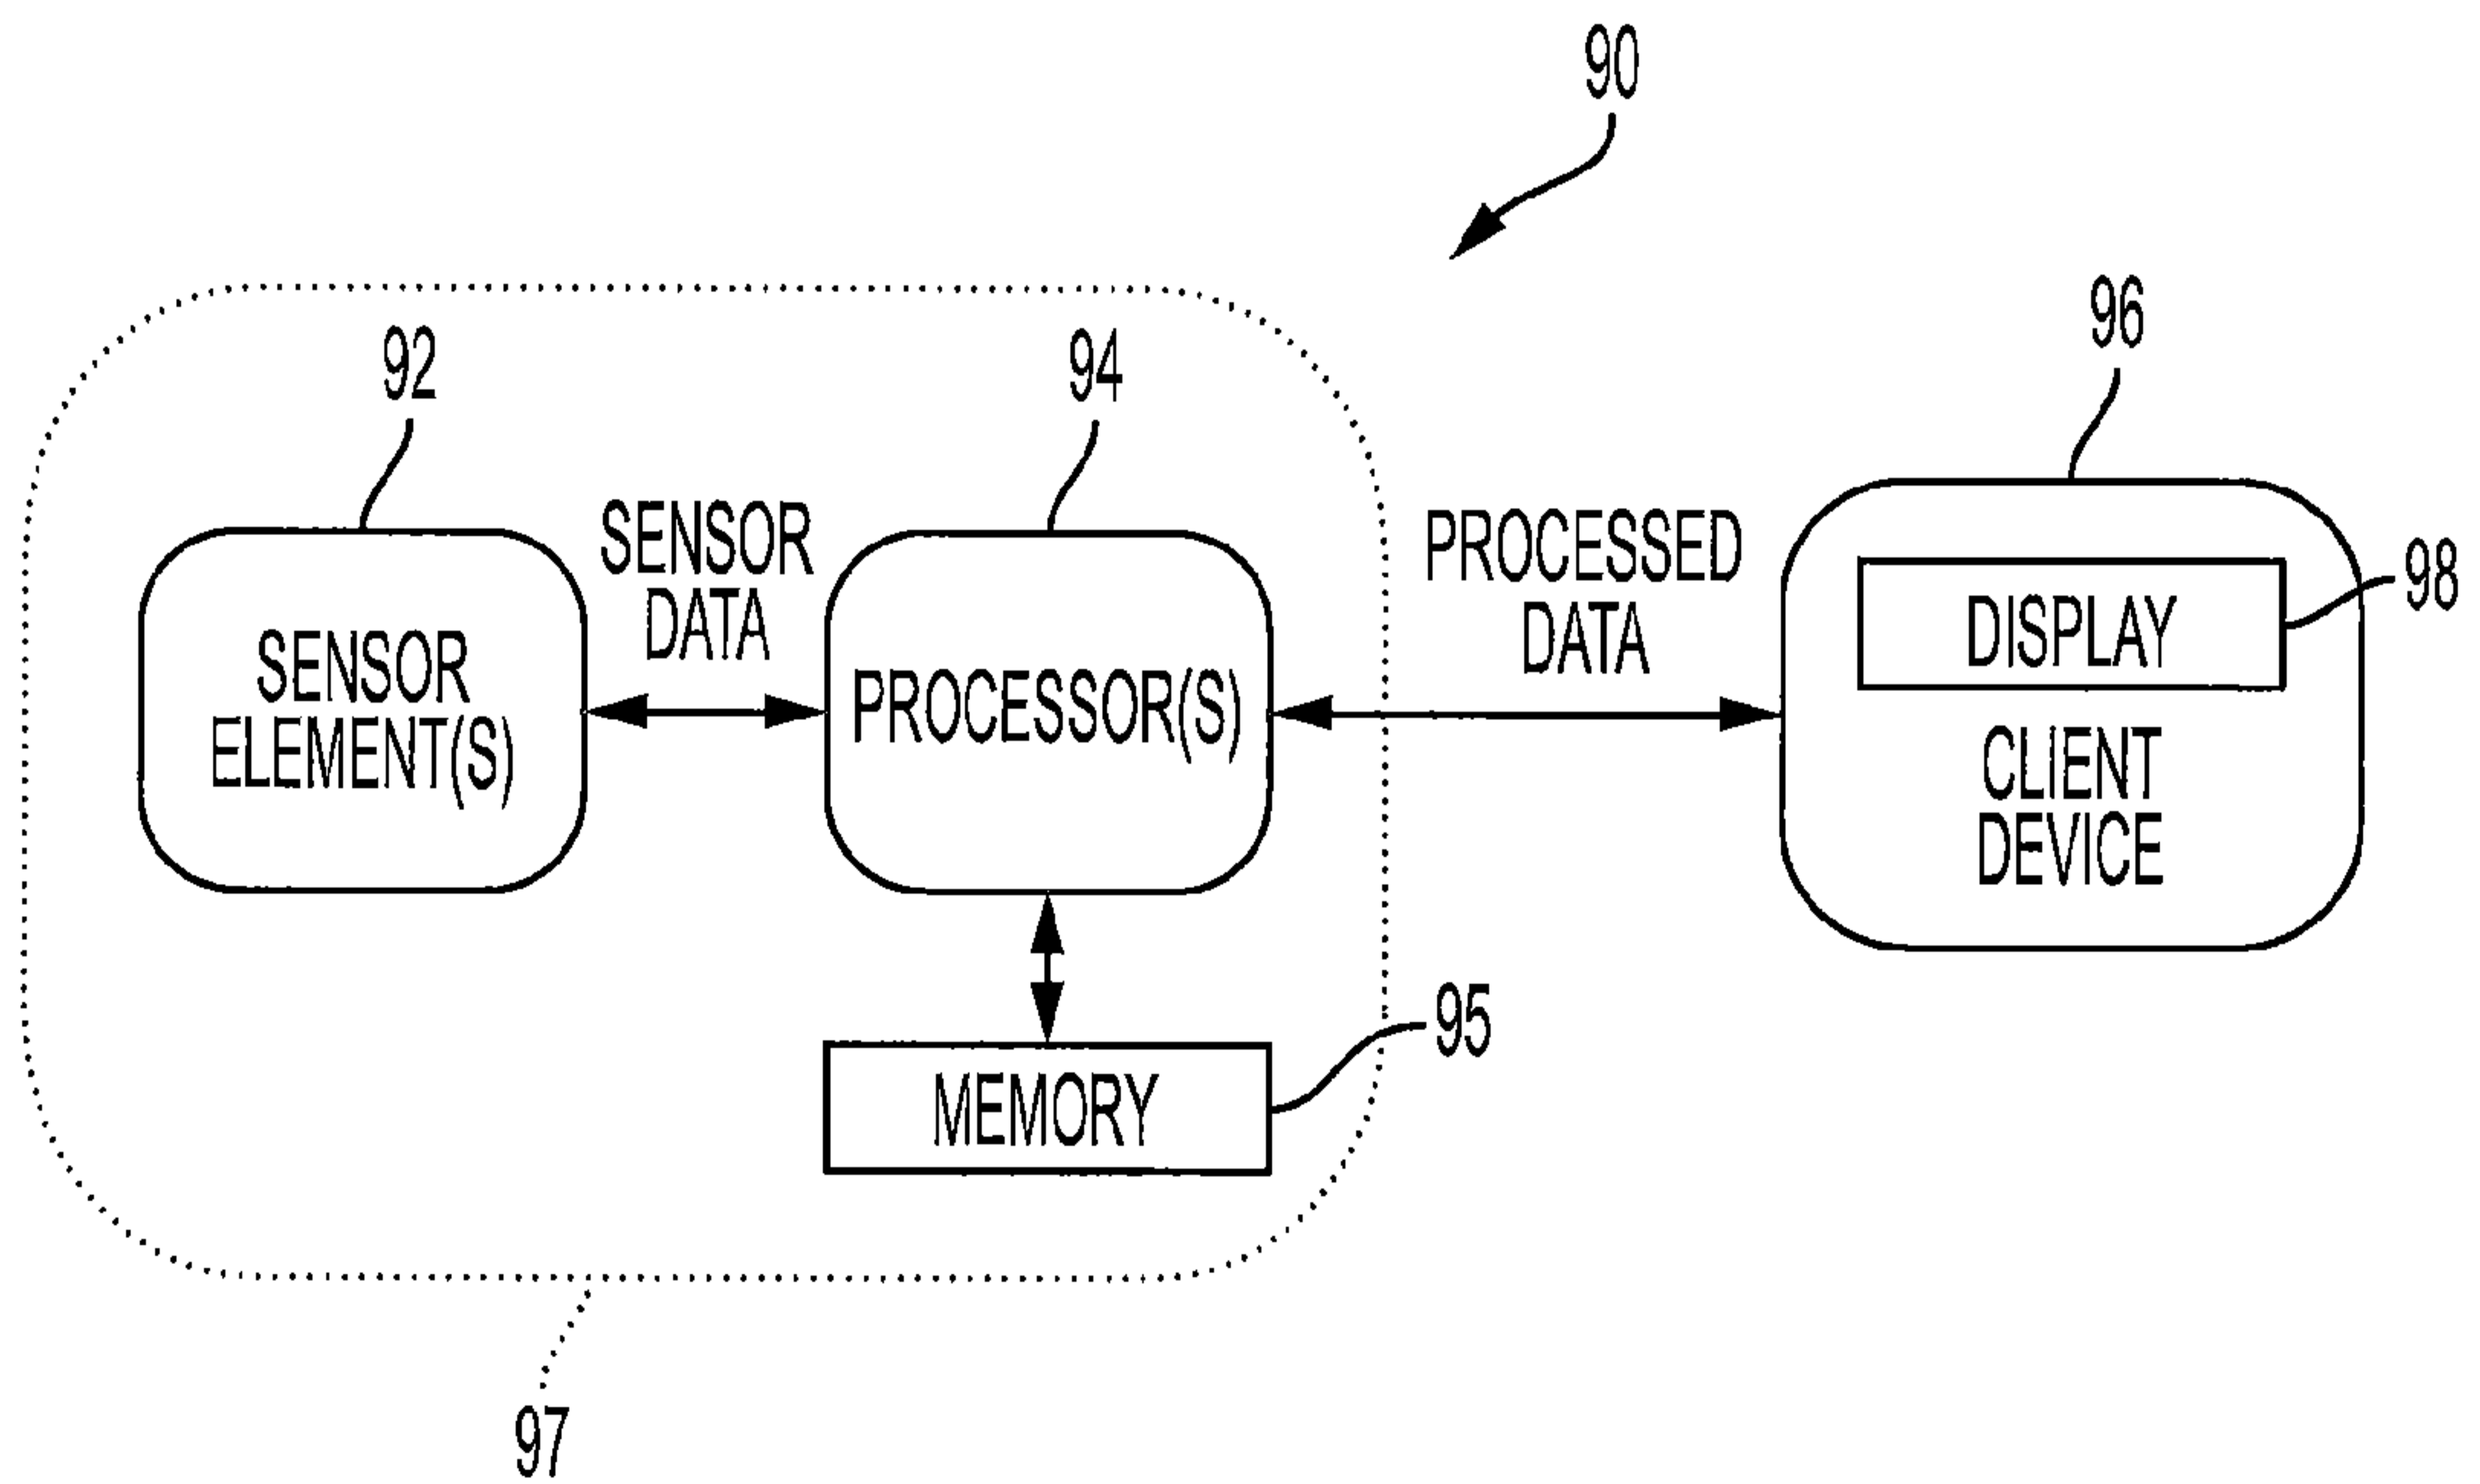 90
96
92
94
SENSOR
DATA
PROCESSED
DATA
98
DISPLAY
SENSOR
ELEMENT(S)
PROCESSOR(S)
CLIENT
DEVICE
95
MEMORY
97